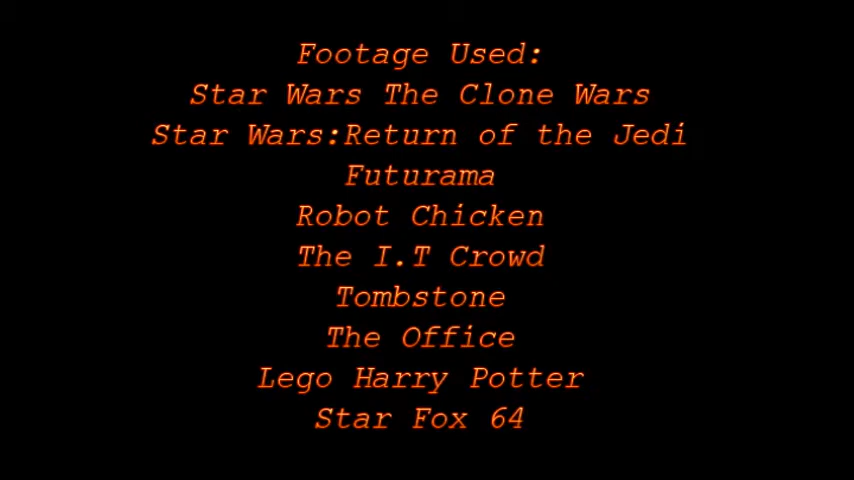 Footage Used:
Star Wars The Clone Wars
Star Wars:Return of the Jedi
Futurama
Robot Chicken
The I.T Crowd
Tombstone
The Office
Lego Harry Potter
Star Fox 64